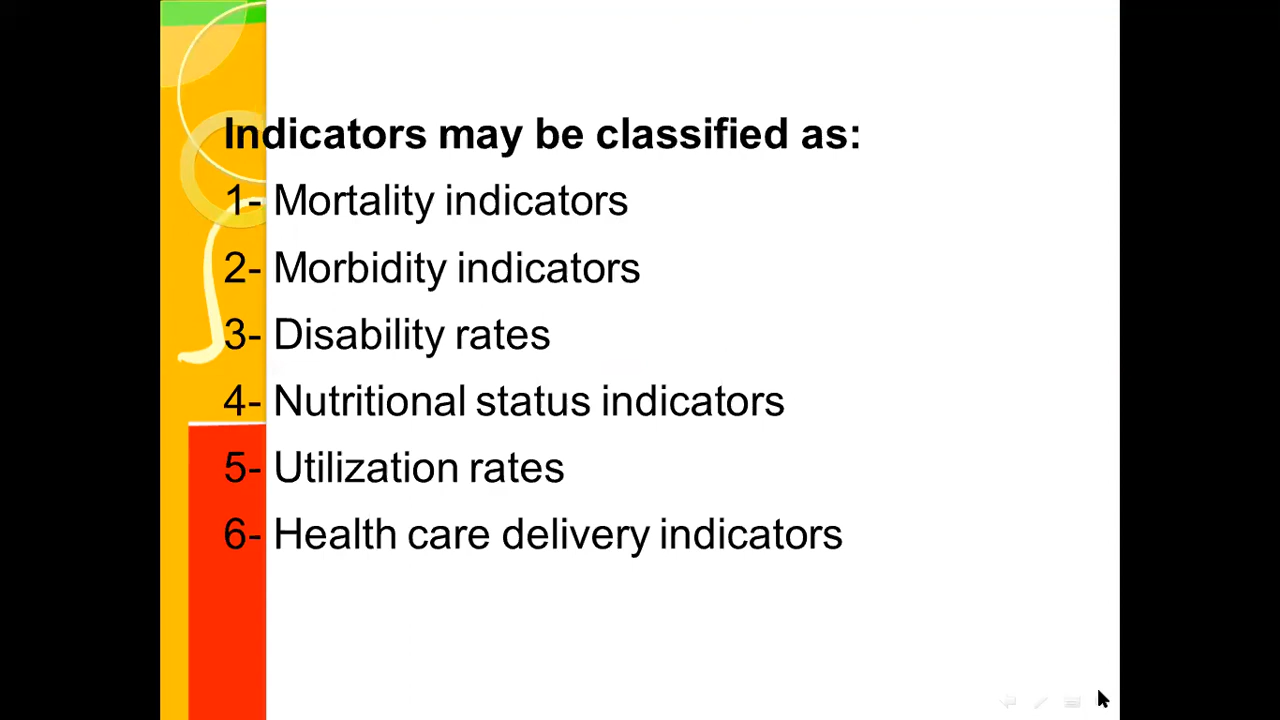 Indicators may be classified as:
1- Mortality indicators
2- Morbidity indicators
3- Disability rates
4- Nutritional status indicators
5- Utilization rates
6- Health care delivery indicators